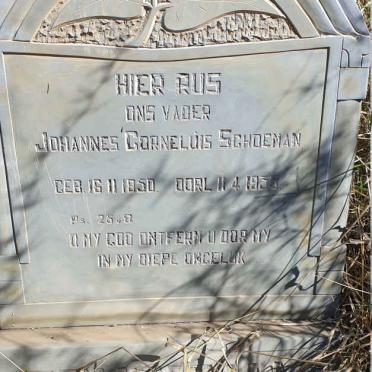 HIER RUS
ONS VADER
JOHANNES CORNELUIS SCHOEMAN
GEB. 16 11 1850. OORL. 11 4
Ps.
O MY GOD ONTFERM U OOR MY
IN MY DIEPE ONGELUK